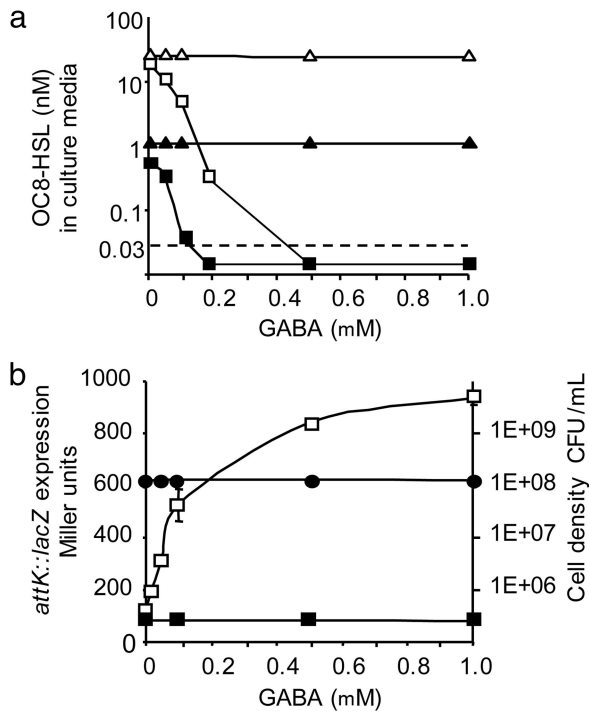 a
100
10
1
0.1
0.03
OC8-HSL (nM)
in culture media
0 0.2 0.4 0.6 0.8 1.0
GABA (mM)
b
1000
800
600
400
200
0
attK::lacZ expression
Miller units
1E+09
1E+08
1E+07
1E+06
Cell density CFU/mL
0 0.2 0.4 0.6 0.8 1.0
GABA (mM)